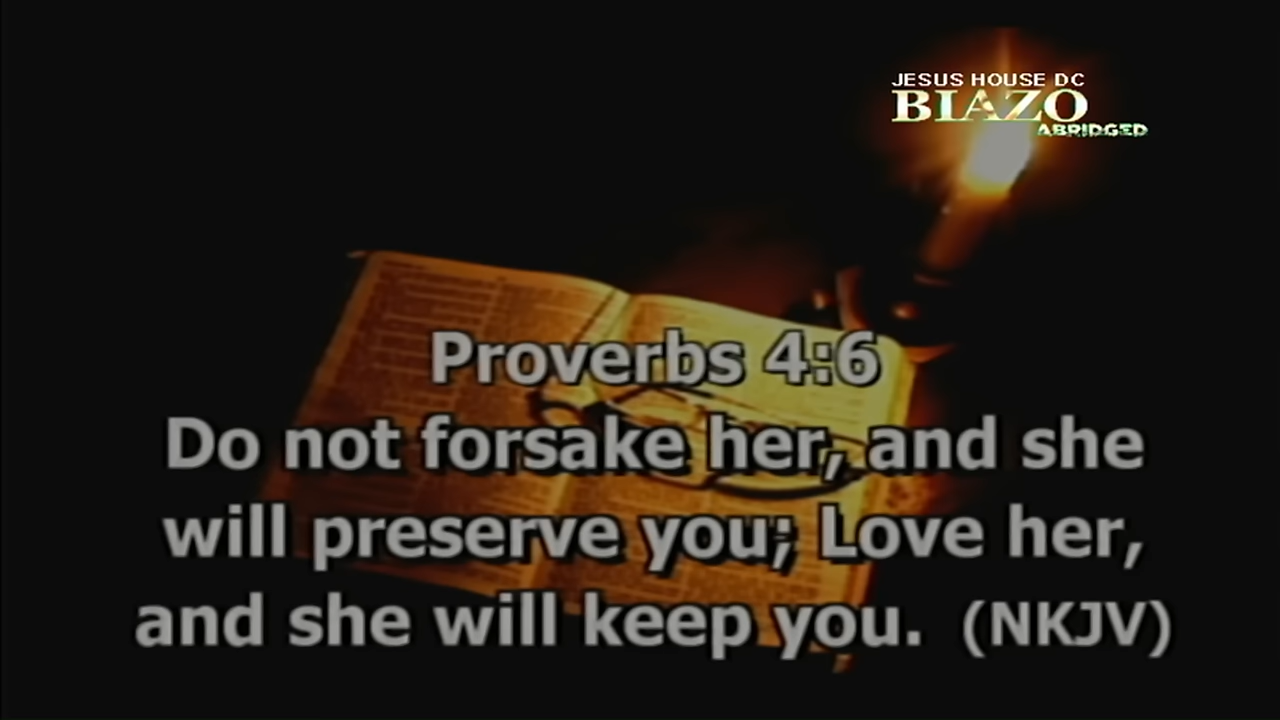 JESUS HOUSE DC
BIAZO
ABRIDGED
Proverbs 4:6
Do not forsake her, and she
will preserve you; Love her,
and she will keep you. (NKJV)